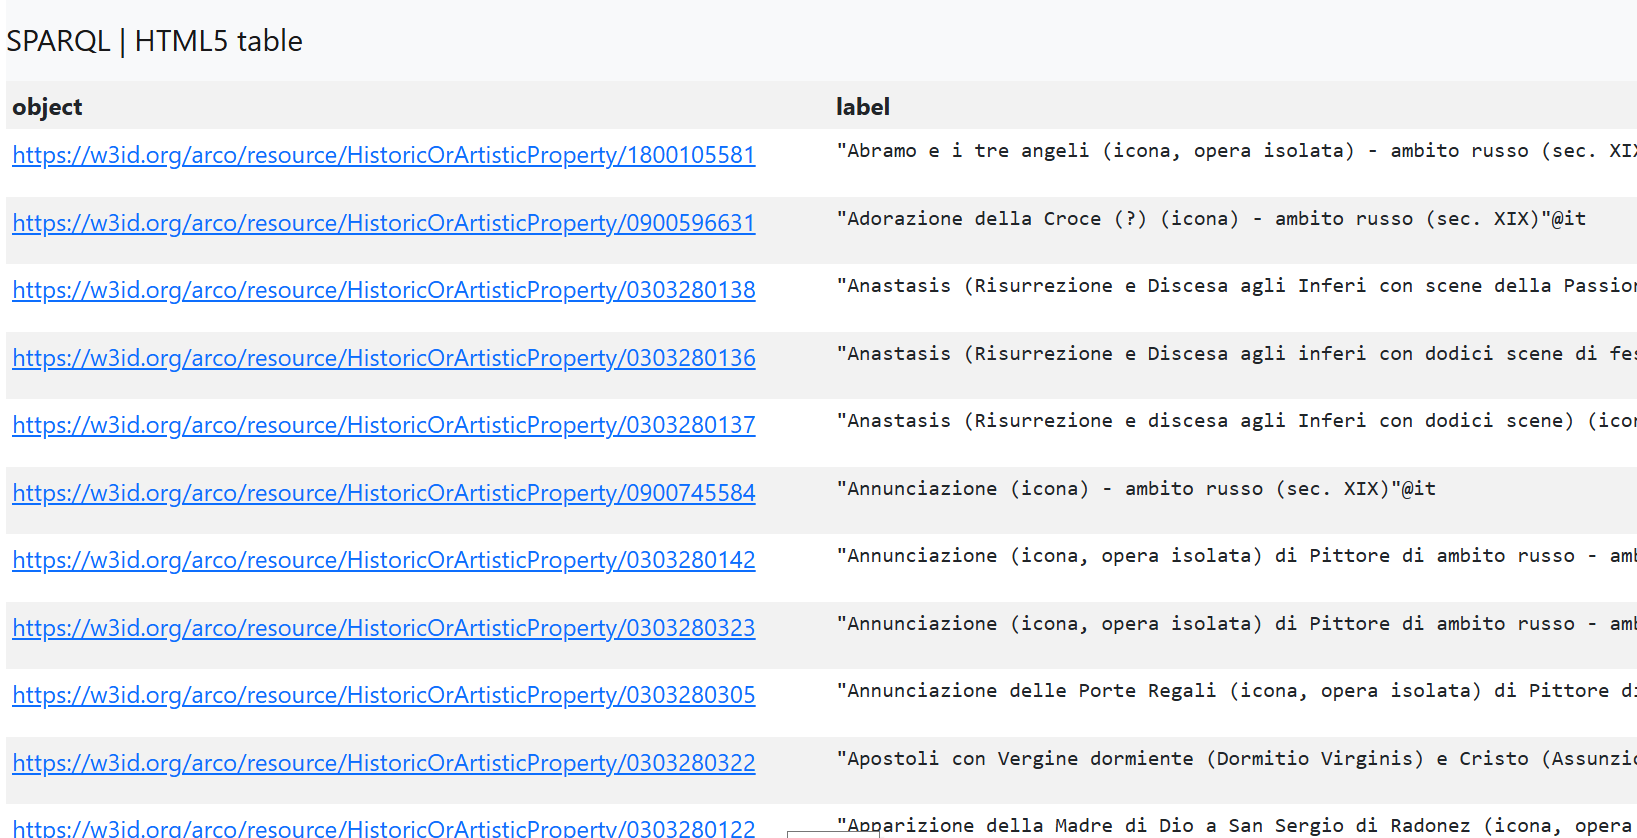 SPARQL | HTML5 table
object label
https://w3id.org/arco/resource/HistoricOrArtisticProperty/1800105581 "Abramo e i tre angeli (icona, opera isolata) - ambito russo (sec. XIX
https://w3id.org/arco/resource/HistoricOrArtisticProperty/0900596631 "Adorazione della Croce (?) (icona) - ambito russo (sec. XIX)"@it
https://w3id.org/arco/resource/HistoricOrArtisticProperty/0303280138 "Anastasis (Risurrezione e Discesa agli Inferi con scene della Passion
https://w3id.org/arco/resource/HistoricOrArtisticProperty/0303280136 "Anastasis (Risurrezione e Discesa agli inferi con dodici scene di fes
https://w3id.org/arco/resource/HistoricOrArtisticProperty/0303280137 "Anastasis (Risurrezione e discesa agli Inferi con dodici scene) (icon
https://w3id.org/arco/resource/HistoricOrArtisticProperty/0900745584 "Annunciazione (icona) - ambito russo (sec. XIX)"@it
https://w3id.org/arco/resource/HistoricOrArtisticProperty/0303280142 "Annunciazione (icona, opera isolata) di Pittore di ambito russo - amb
https://w3id.org/arco/resource/HistoricOrArtisticProperty/0303280323 "Annunciazione (icona, opera isolata) di Pittore di ambito russo - amb
https://w3id.org/arco/resource/HistoricOrArtisticProperty/0303280305 "Annunciazione delle Porte Regali (icona, opera isolata) di Pittore di
https://w3id.org/arco/resource/HistoricOrArtisticProperty/0303280322 "Apostoli con Vergine dormiente (Dormitio Virginis) e Cristo (Assunzio
https://w3id.org/arco/resource/HistoricOrArtisticProperty/0303280122 "Apparizione della Madre di Dio a San Sergio di Radonez (icona, opera